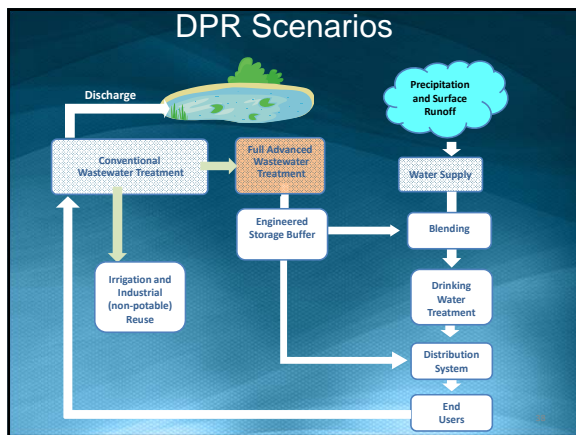 DPR Scenarios
Discharge
Precipitation
and Surface
Runoff
Conventional
Wastewater Treatment
Full Advanced
Wastewater
Treatment
Water Supply
Engineered
Storage Buffer
Blending
Irrigation and
Industrial
(non-potable)
Reuse
Drinking
Water
Treatment
Distribution
System
End
Users